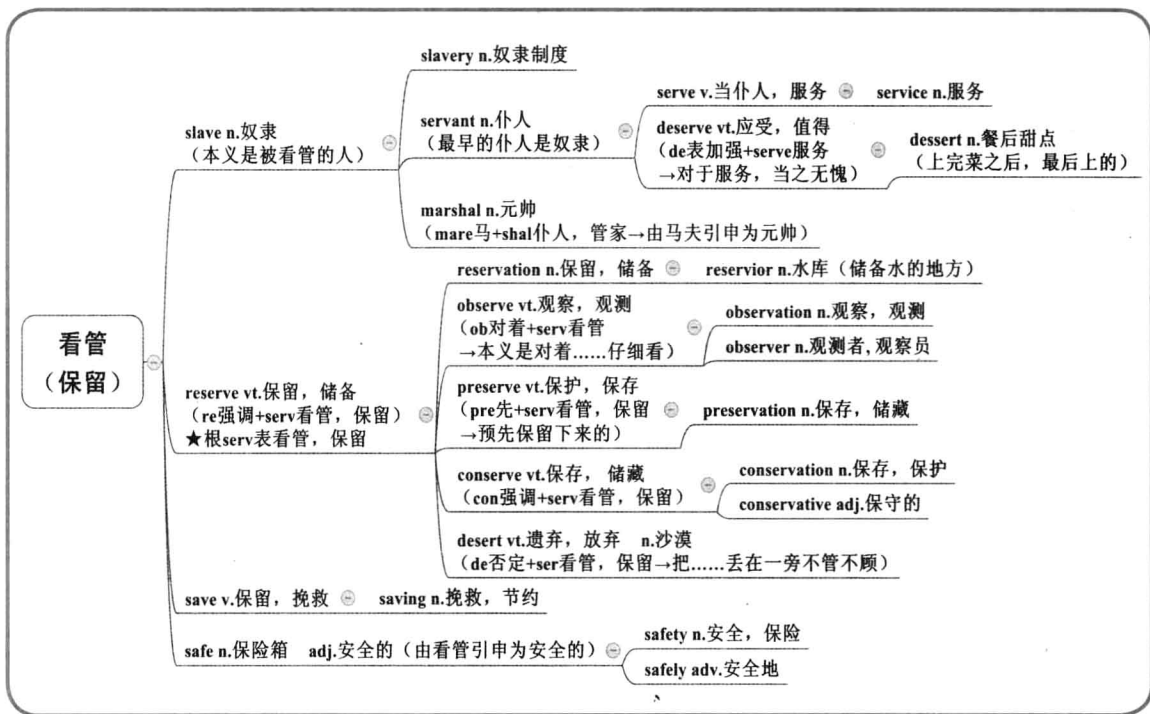 看管
（保留）
slave n.奴隶
（本义是被看管的人）
slavery n.奴隶制度
servant n.仆人
（最早的仆人是奴隶）
serve v.当仆人，服务
service n.服务
deserve vt.应受，值得
（de表加强+serve服务
→对于服务，当之无愧）
dessert n.餐后甜点
（上完菜之后，最后上的）
marshal n.元帅
（mare马+shal仆人，管家→由马夫引申为元帅）
reserve vt.保留，储备
（re强调+serv看管，保留）
★根serv表看管，保留
reservation n.保留，储备
reservior n.水库（储备水的地方）
observe vt.观察，观测
（ob对着+serv看管
→本义是对着……仔细看）
observation n.观察，观测
observer n.观测者,观察员
preserve vt.保护，保存
（pre先+serv看管，保留
→预先保留下来的）
preservation n.保存，储藏
conserve vt.保存， 储藏
（con强调+serv看管，保留）
conservation n.保存，保护
conservative adj.保守的
desert vt.遗弃，放弃 n.沙漠
（de否定+ser看管，保留→把……丢在一旁不管不顾）
save v.保留，挽救
saving n.挽救，节约
safe n.保险箱 adj.安全的（由看管引申为安全的）
safety n.安全，保险
safely adv.安全地